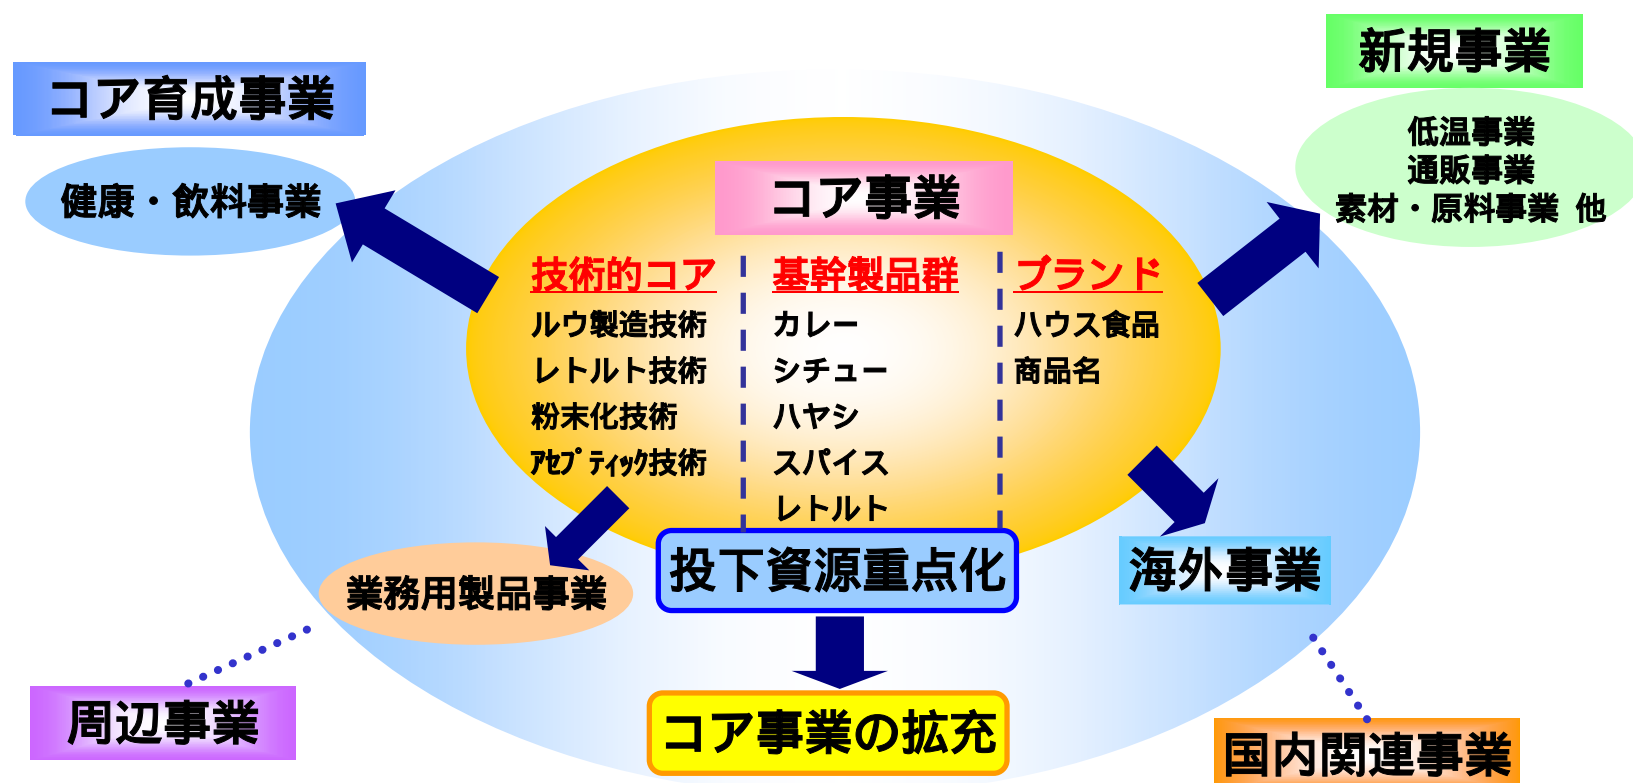 新規事業
低温事業
通販事業
素材・原料事業 他
コア育成事業
健康・飲料事業
コア事業
技術的コア
ルウ製造技術
レトルト技術
粉末化技術
ｱｾﾌﾟﾃｨｯｸ技術
基幹製品群
カレー
シチュー
ハヤシ
スパイス
レトルト
ブランド
ハウス食品
商品名
投下資源重点化
海外事業
業務用製品事業
周辺事業
コア事業の拡充
国内関連事業